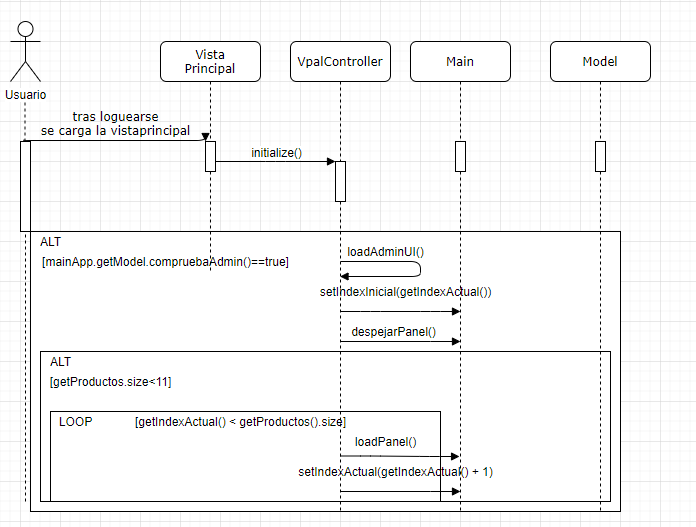 Usuario
Vista
Principal
VpalController
Main
Model
tras loguearse
se carga la vistaprincipal
initialize()
ALT
[mainApp.getModel.compruebaAdmin()==true]
loadAdminUI()
setIndexInicial(getIndexActual())
despejarPanel()
ALT
[getProductos.size<11]
LOOP [getIndexActual() < getProductos().size]
loadPanel()
setIndexActual(getIndexActual() + 1)